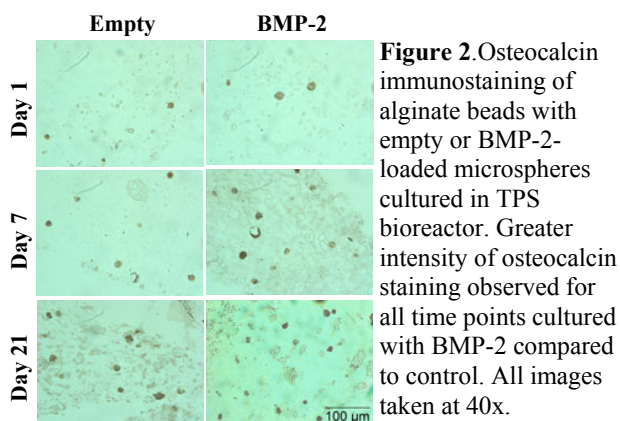 Empty
BMP-2
Day 1
Day 7
Day 21
100 µm
Figure 2.Osteocalcin
immunostaining of
alginate beads with
empty or BMP-2-
loaded microspheres
cultured in TPS
bioreactor. Greater
intensity of osteocalcin
staining observed for
all time points cultured
with BMP-2 compared
to control. All images
taken at 40x.